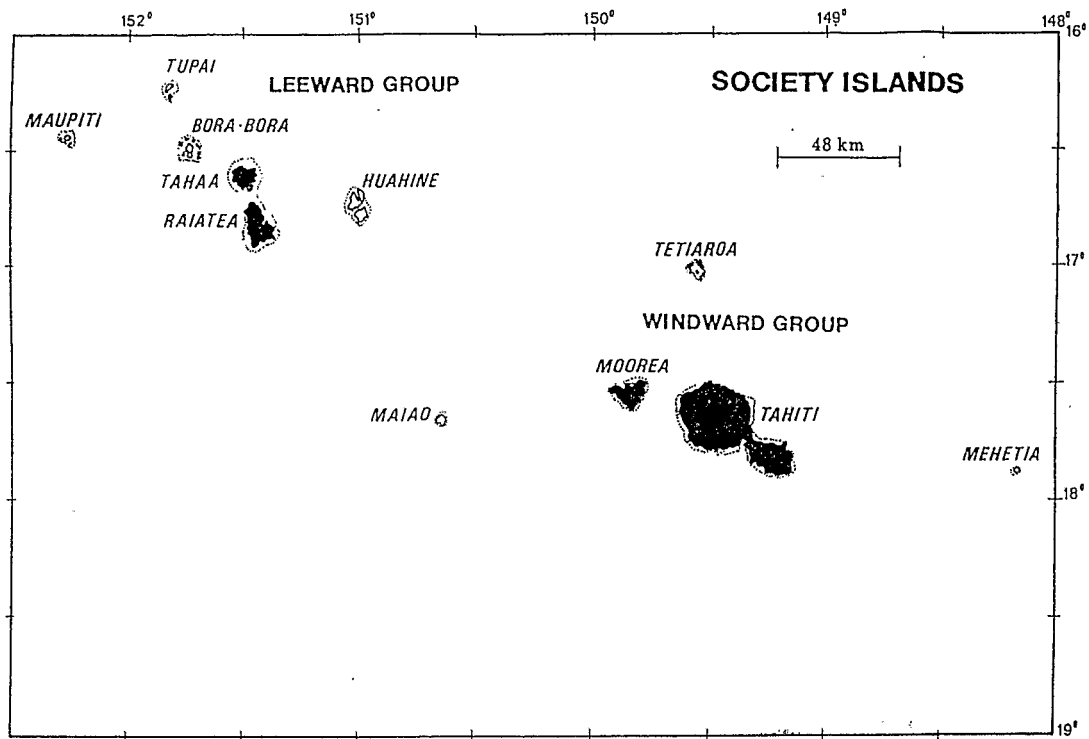 152°
151°
150°
149°
148°
16°
TUPAI
LEEWARD GROUP
SOCIETY ISLANDS
MAUPITI
BORA-BORA
48 km
TAHAA
HUAHINE
RAIATEA
TETIAROA
17°
WINDWARD GROUP
MOOREA
MAIAO
TAHITI
MEHETIA
18°
19°